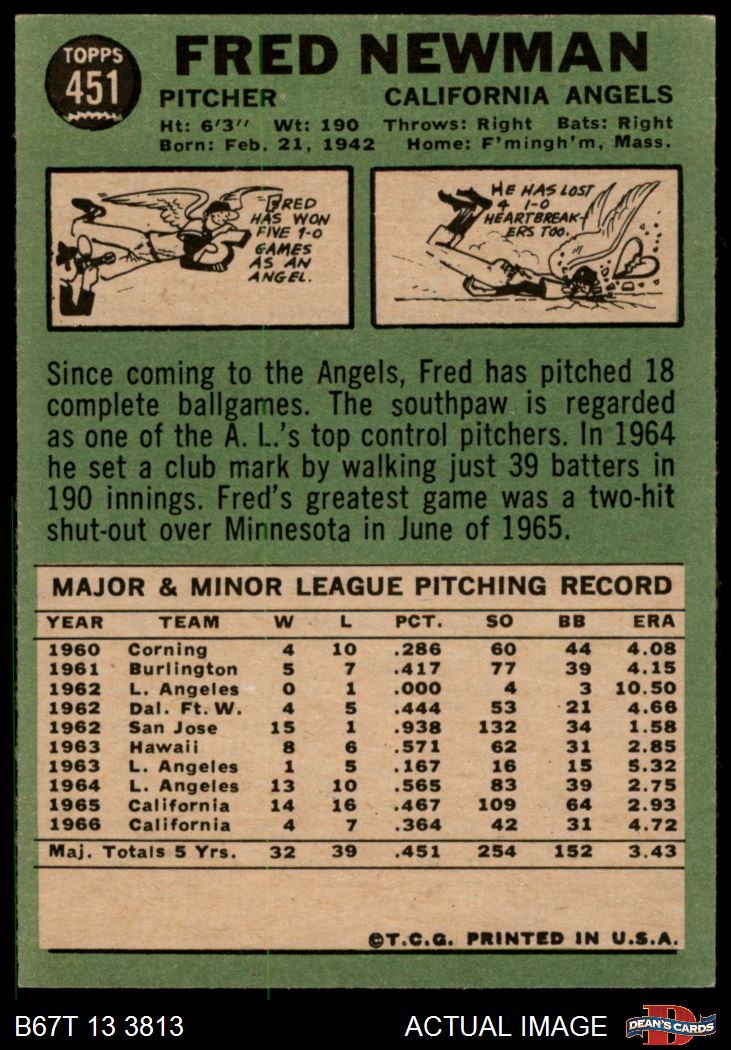 TOPPS
451
FRED NEWMAN
PITCHER CALIFORNIA ANGELS
Ht: 6'3" Wt: 190 Throws: Right Bats: Right
Born: Feb. 21, 1942 Home: F'mingh'm, Mass.
FRED
HAS WON
FIVE 1-0
GAMES
AS AN
ANGEL.
HE HAS LOST
4 1-0
HEARTBREAK-
ERS TOO.
Since coming to the Angels, Fred has pitched 18
complete ballgames. The southpaw is regarded
as one of the A. L.'s top control pitchers. In 1964
he set a club mark by walking just 39 batters in
190 innings. Fred's greatest game was a two-hit
shut-out over Minnesota in June of 1965.
MAJOR & MINOR LEAGUE PITCHING RECORD
YEAR TEAM W L PCT. SO BB ERA
1960 Corning 4 10 .286 60 44 4.08
1961 Burlington 5 7 .417 77 39 4.15
1962 L. Angeles 0 1 .000 4 3 10.50
1962 Dal. Ft. W. 4 5 .444 53 21 4.66
1962 San Jose 15 1 .938 132 34 1.58
1963 Hawaii 8 6 .571 62 31 2.85
1963 L. Angeles 1 5 .167 16 15 5.32
1964 L. Angeles 13 10 .565 83 39 2.75
1965 California 14 16 .467 109 64 2.93
1966 California 4 7 .364 42 31 4.72
Maj. Totals 5 Yrs. 32 39 .451 254 152 3.43
©T.C.G. PRINTED IN U.S.A.
B67T 13 3813 ACTUAL IMAGE
D
DEAN'S CARDS